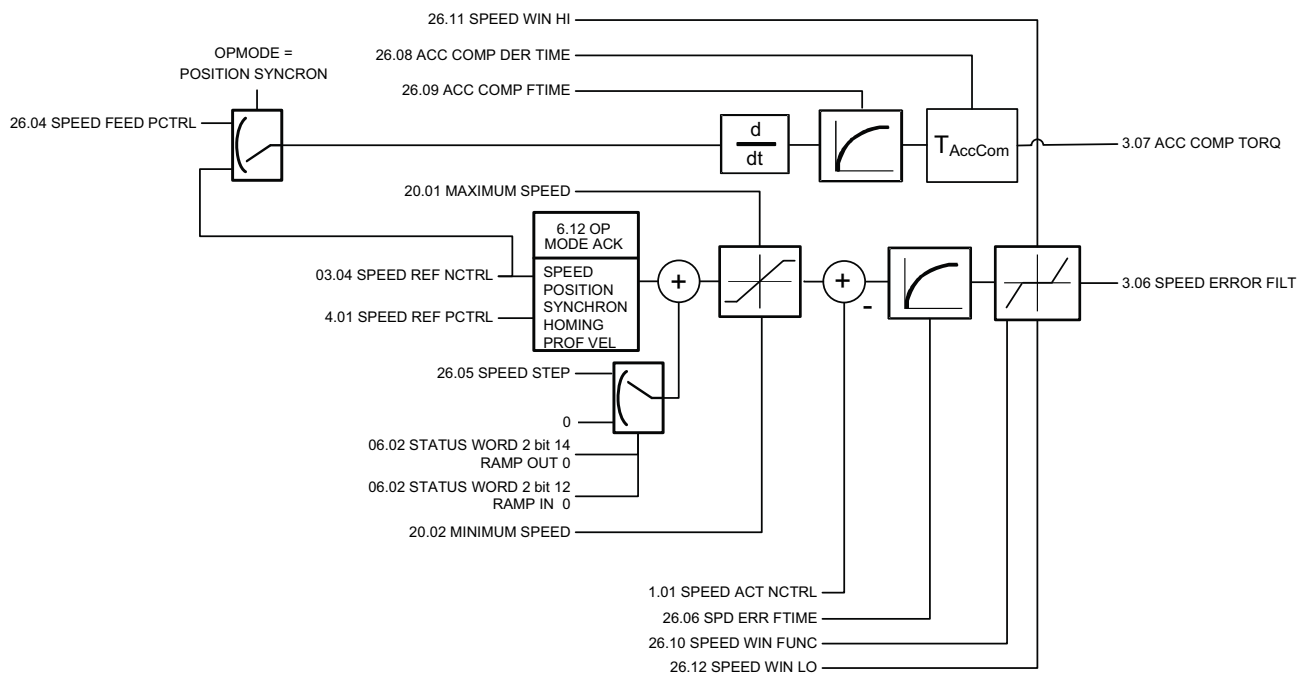 26.11 SPEED WIN HI
OPMODE =
POSITION SYNCRON
26.08 ACC COMP DER TIME
26.09 ACC COMP FTIME
26.04 SPEED FEED PCTRL
d
dt
TAccCom
3.07 ACC COMP TORQ
20.01 MAXIMUM SPEED
6.12 OP
MODE ACK
03.04 SPEED REF NCTRL
4.01 SPEED REF PCTRL
SPEED
POSITION
SYNCHRON
HOMING
PROF VEL
+
+
-
3.06 SPEED ERROR FILT
26.05 SPEED STEP
0
06.02 STATUS WORD 2 bit 14
RAMP OUT 0
06.02 STATUS WORD 2 bit 12
RAMP IN 0
20.02 MINIMUM SPEED
1.01 SPEED ACT NCTRL
26.06 SPD ERR FTIME
26.10 SPEED WIN FUNC
26.12 SPEED WIN LO